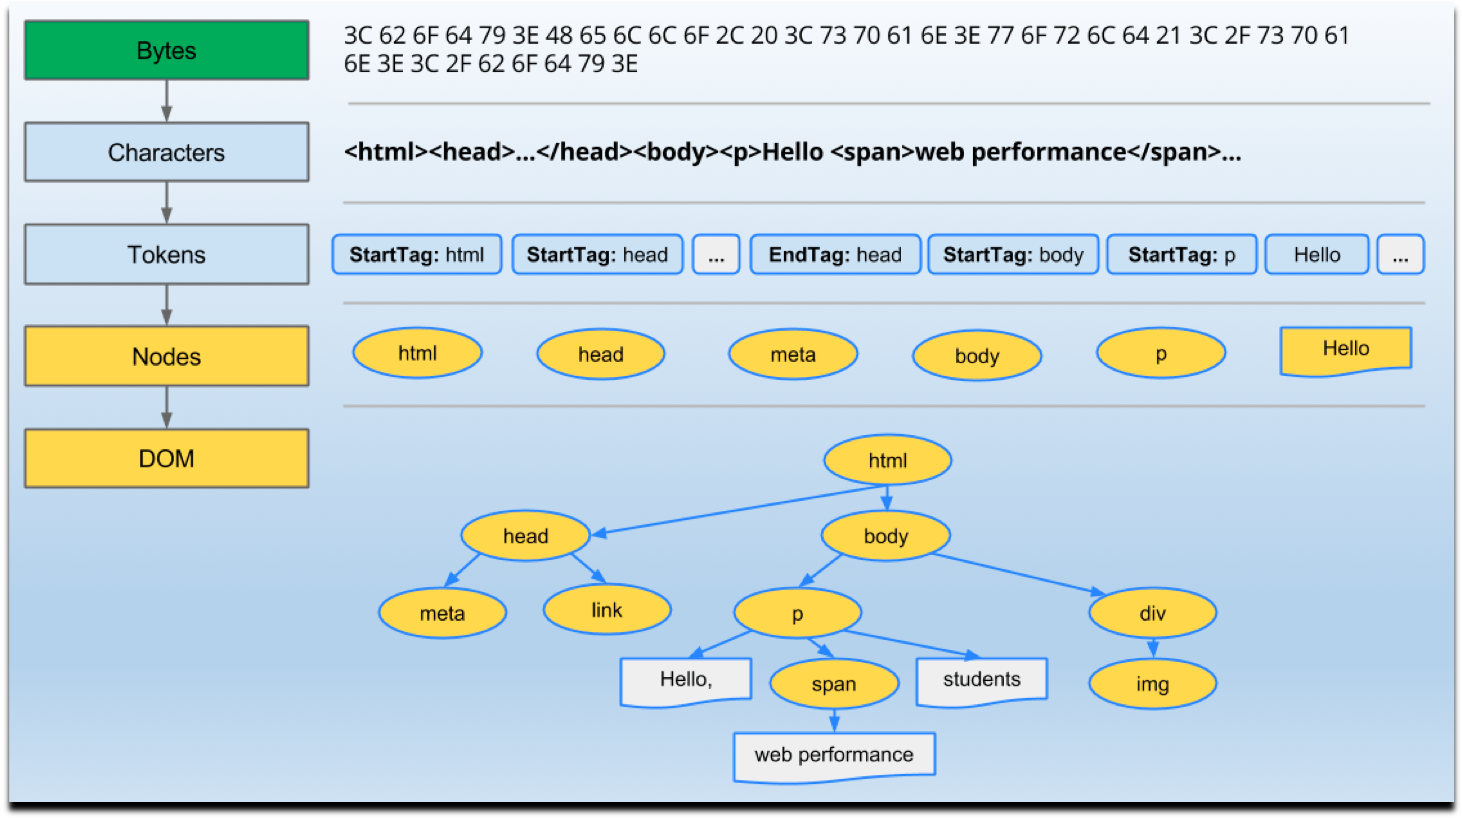 Bytes
3C 62 6F 64 79 3E 48 65 6C 6C 6F 2C 20 3C 73 70 61 6E 3E 77 6F 72 6C 64 21 3C 2F 73 70 61
6E 3E 3C 2F 62 6F 64 79 3E
Characters
<html><head>...</head><body><p>Hello <span>web performance</span>...
Tokens
StartTag: html
StartTag: head
...
EndTag: head
StartTag: body
StartTag: p
Hello
...
Nodes
html
head
meta
body
p
Hello
DOM
html
head
body
meta
link
p
div
Hello,
span
students
img
web performance